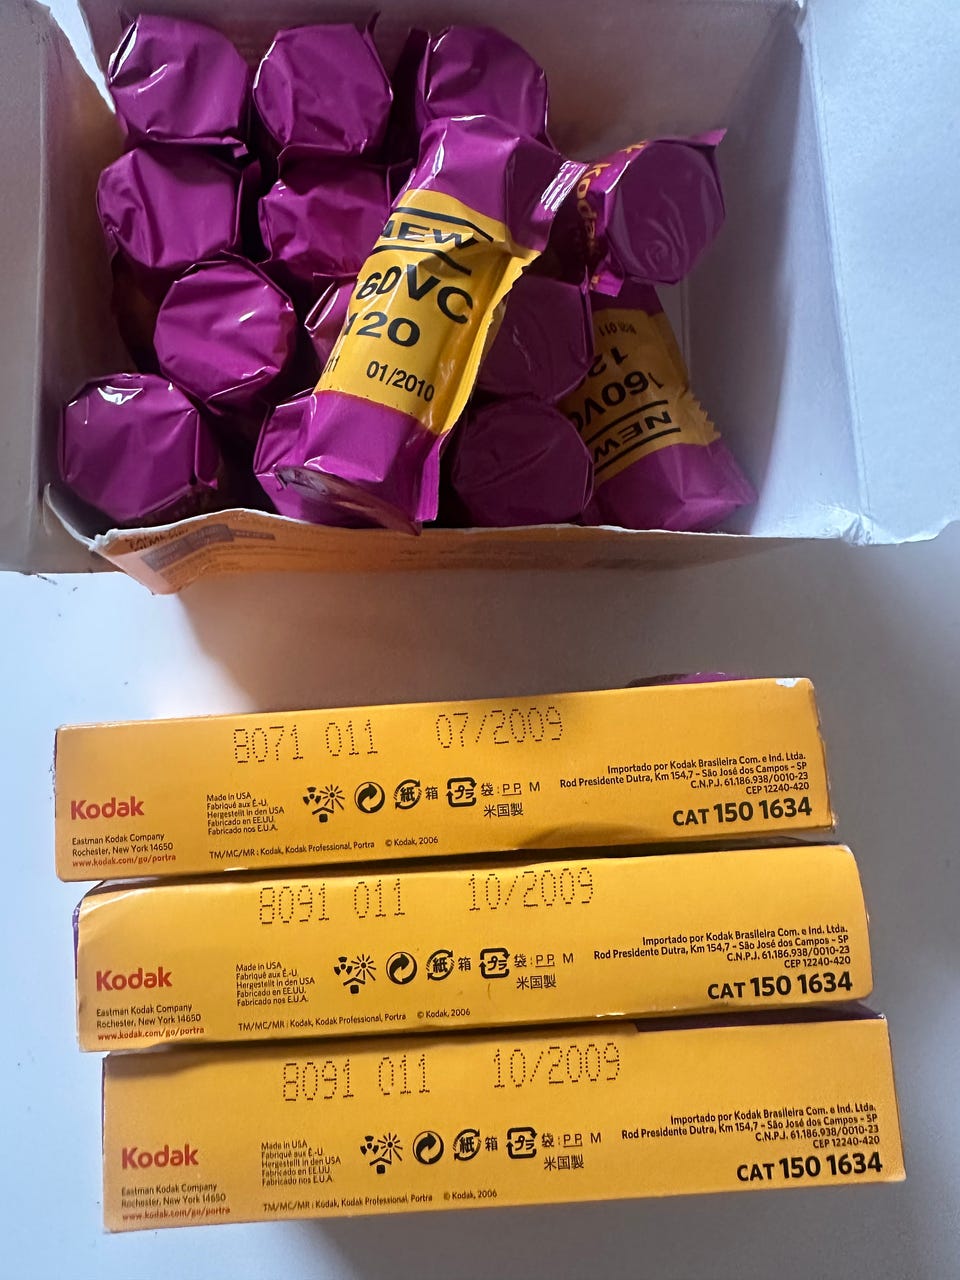 Kodak
NEW
6DVC
120
11 01/2010
011
12
160VC
NEW
8071 011 07/2009
Importado por Kodak Brasileira Com. e Ind. Ltda.
Rod Presidente Dutra, Km 154,7 – São José dos Campos – SP
C.N.P.J. 61.186.938/0010-23
CEP 12240-420
CAT 150 1634
Kodak
Eastman Kodak Company
Rochester, New York 14650
www.kodak.com/go/portra
Made in USA
Fabriqué aux É.-U.
Hergestellt in den USA
Fabricado en EE.UU.
Fabricado nos E.U.A.
紙 箱 プラ 袋 : PP M
米国製
TM/MC/MR : Kodak, Kodak Professional, Portra © Kodak, 2006
8091 011 10/2009
Importado por Kodak Brasileira Com. e Ind. Ltda.
Rod Presidente Dutra, Km 154,7 – São José dos Campos – SP
C.N.P.J. 61.186.938/0010-23
CEP 12240-420
CAT 150 1634
Kodak
Eastman Kodak Company
Rochester, New York 14650
www.kodak.com/go/portra
Made in USA
Fabriqué aux É.-U.
Hergestellt in den USA
Fabricado en EE.UU.
Fabricado nos E.U.A.
紙 箱 プラ 袋 : PP M
米国製
TM/MC/MR : Kodak, Kodak Professional, Portra © Kodak, 2006
8091 011 10/2009
Importado por Kodak Brasileira Com. e Ind. Ltda.
Rod Presidente Dutra, Km 154,7 – São José dos Campos – SP
C.N.P.J. 61.186.938/0010-23
CEP 12240-420
CAT 150 1634
Kodak
Eastman Kodak Company
Rochester, New York 14650
www.kodak.com/go/portra
Made in USA
Fabriqué aux É.-U.
Hergestellt in den USA
Fabricado en EE.UU.
Fabricado nos E.U.A.
紙 箱 プラ 袋 : PP M
米国製
TM/MC/MR : Kodak, Kodak Professional, Portra © Kodak, 2006